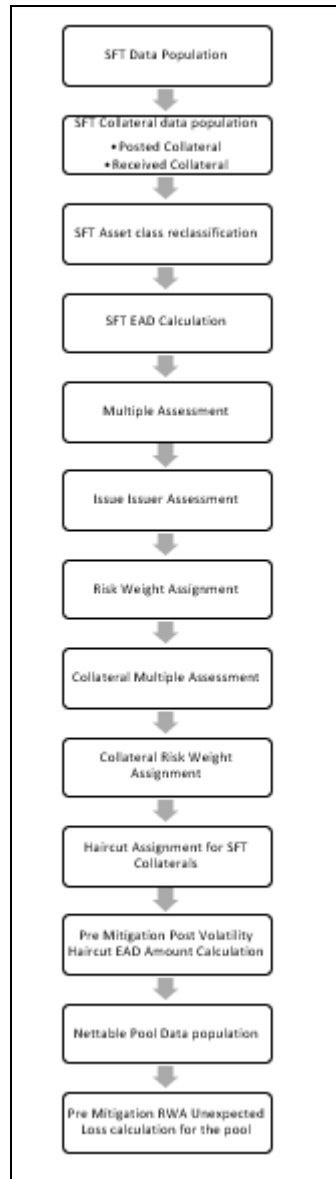 SFT Data Population
SFT Collateral data population
•Posted Collateral
•Received Collateral
SFT Asset class reclassification
SFT EAD Calculation
Multiple Assessment
Issue Issuer Assessment
Risk Weight Assignment
Collateral Multiple Assessment
Collateral Risk Weight
Assignment
Haircut Assignment for SFT
Collaterals
Pre Mitigation Post Volatility
Haircut EAD Amount Calculation
Nettable Pool Data population
Pre Mitigation RWA Unexpected
Loss calculation for the pool